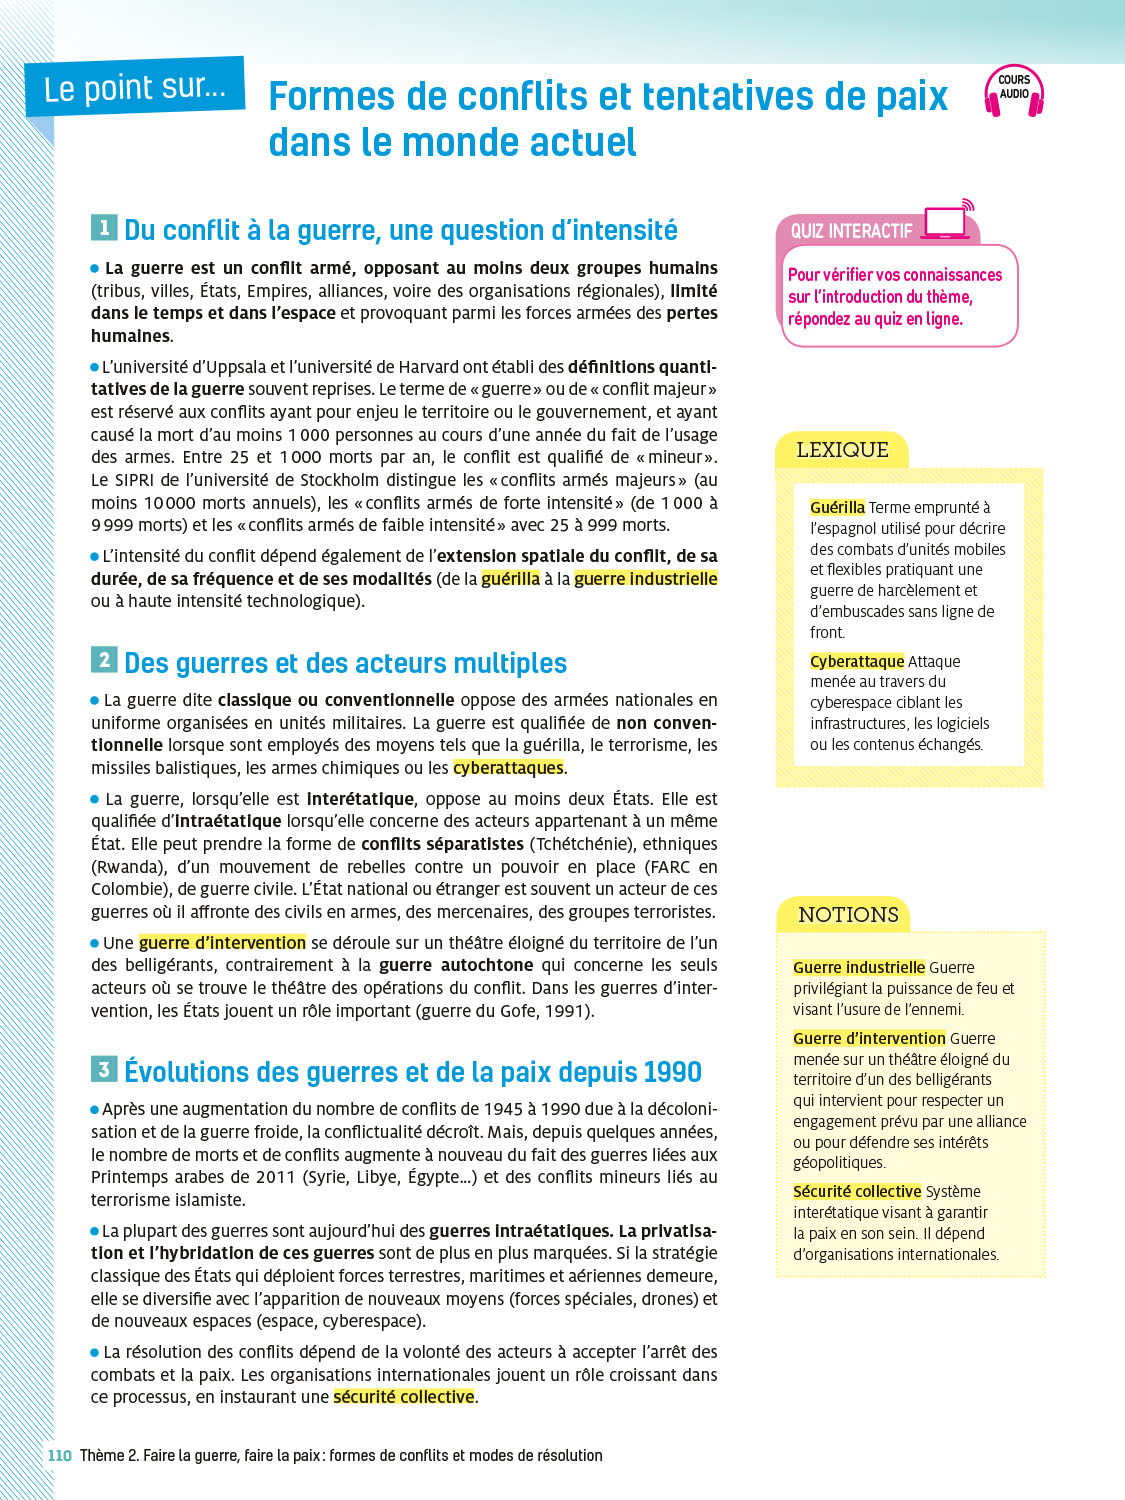 Le point sur...
Formes de conflits et tentatives de paix
dans le monde actuel
COURS
AUDIO
1 Du conflit à la guerre, une question d’intensité
• La guerre est un conflit armé, opposant au moins deux groupes humains
(tribus, villes, États, Empires, alliances, voire des organisations régionales), limité
dans le temps et dans l’espace et provoquant parmi les forces armées des pertes
humaines.
• L’université d’Uppsala et l’université de Harvard ont établi des définitions quanti-
tatives de la guerre souvent reprises. Le terme de « guerre » ou de « conflit majeur »
est réservé aux conflits ayant pour enjeu le territoire ou le gouvernement, et ayant
causé la mort d’au moins 1 000 personnes au cours d’une année du fait de l’usage
des armes. Entre 25 et 1 000 morts par an, le conflit est qualifié de « mineur ».
Le SIPRI de l’université de Stockholm distingue les « conflits armés majeurs » (au
moins 10 000 morts annuels), les « conflits armés de forte intensité » (de 1 000 à
9 999 morts) et les « conflits armés de faible intensité » avec 25 à 999 morts.
• L’intensité du conflit dépend également de l’extension spatiale du conflit, de sa
durée, de sa fréquence et de ses modalités (de la guérilla à la guerre industrielle
ou à haute intensité technologique).
2 Des guerres et des acteurs multiples
• La guerre dite classique ou conventionnelle oppose des armées nationales en
uniforme organisées en unités militaires. La guerre est qualifiée de non conven-
tionnelle lorsque sont employés des moyens tels que la guérilla, le terrorisme, les
missiles balistiques, les armes chimiques ou les cyberattaques.
• La guerre, lorsqu’elle est interétatique, oppose au moins deux États. Elle est
qualifiée d’intraétatique lorsqu’elle concerne des acteurs appartenant à un même
État. Elle peut prendre la forme de conflits séparatistes (Tchétchénie), ethniques
(Rwanda), d’un mouvement de rebelles contre un pouvoir en place (FARC en
Colombie), de guerre civile. L’État national ou étranger est souvent un acteur de ces
guerres où il affronte des civils en armes, des mercenaires, des groupes terroristes.
• Une guerre d’intervention se déroule sur un théâtre éloigné du territoire de l’un
des belligérants, contrairement à la guerre autochtone qui concerne les seuls
acteurs où se trouve le théâtre des opérations du conflit. Dans les guerres d’inter-
vention, les États jouent un rôle important (guerre du Gofe, 1991).
3 Évolutions des guerres et de la paix depuis 1990
• Après une augmentation du nombre de conflits de 1945 à 1990 due à la décoloni-
sation et de la guerre froide, la conflictualité décroît. Mais, depuis quelques années,
le nombre de morts et de conflits augmente à nouveau du fait des guerres liées aux
Printemps arabes de 2011 (Syrie, Libye, Égypte...) et des conflits mineurs liés au
terrorisme islamiste.
• La plupart des guerres sont aujourd’hui des guerres intraétatiques. La privatisa-
tion et l’hybridation de ces guerres sont de plus en plus marquées. Si la stratégie
classique des États qui déploient forces terrestres, maritimes et aériennes demeure,
elle se diversifie avec l’apparition de nouveaux moyens (forces spéciales, drones) et
de nouveaux espaces (espace, cyberespace).
• La résolution des conflits dépend de la volonté des acteurs à accepter l’arrêt des
combats et la paix. Les organisations internationales jouent un rôle croissant dans
ce processus, en instaurant une sécurité collective.
QUIZ INTERACTIF
Pour vérifier vos connaissances
sur l’introduction du thème,
répondez au quiz en ligne.
LEXIQUE
Guérilla Terme emprunté à
l’espagnol utilisé pour décrire
des combats d’unités mobiles
et flexibles pratiquant une
guerre de harcèlement et
d’embuscades sans ligne de
front.
Cyberattaque Attaque
menée au travers du
cyberespace ciblant les
infrastructures, les logiciels
ou les contenus échangés.
NOTIONS
Guerre industrielle Guerre
privilégiant la puissance de feu et
visant l’usure de l’ennemi.
Guerre d’intervention Guerre
menée sur un théâtre éloigné du
territoire d’un des belligérants
qui intervient pour respecter un
engagement prévu par une alliance
ou pour défendre ses intérêts
géopolitiques.
Sécurité collective Système
interétatique visant à garantir
la paix en son sein. Il dépend
d’organisations internationales.
110 Thème 2. Faire la guerre, faire la paix : formes de conflits et modes de résolution